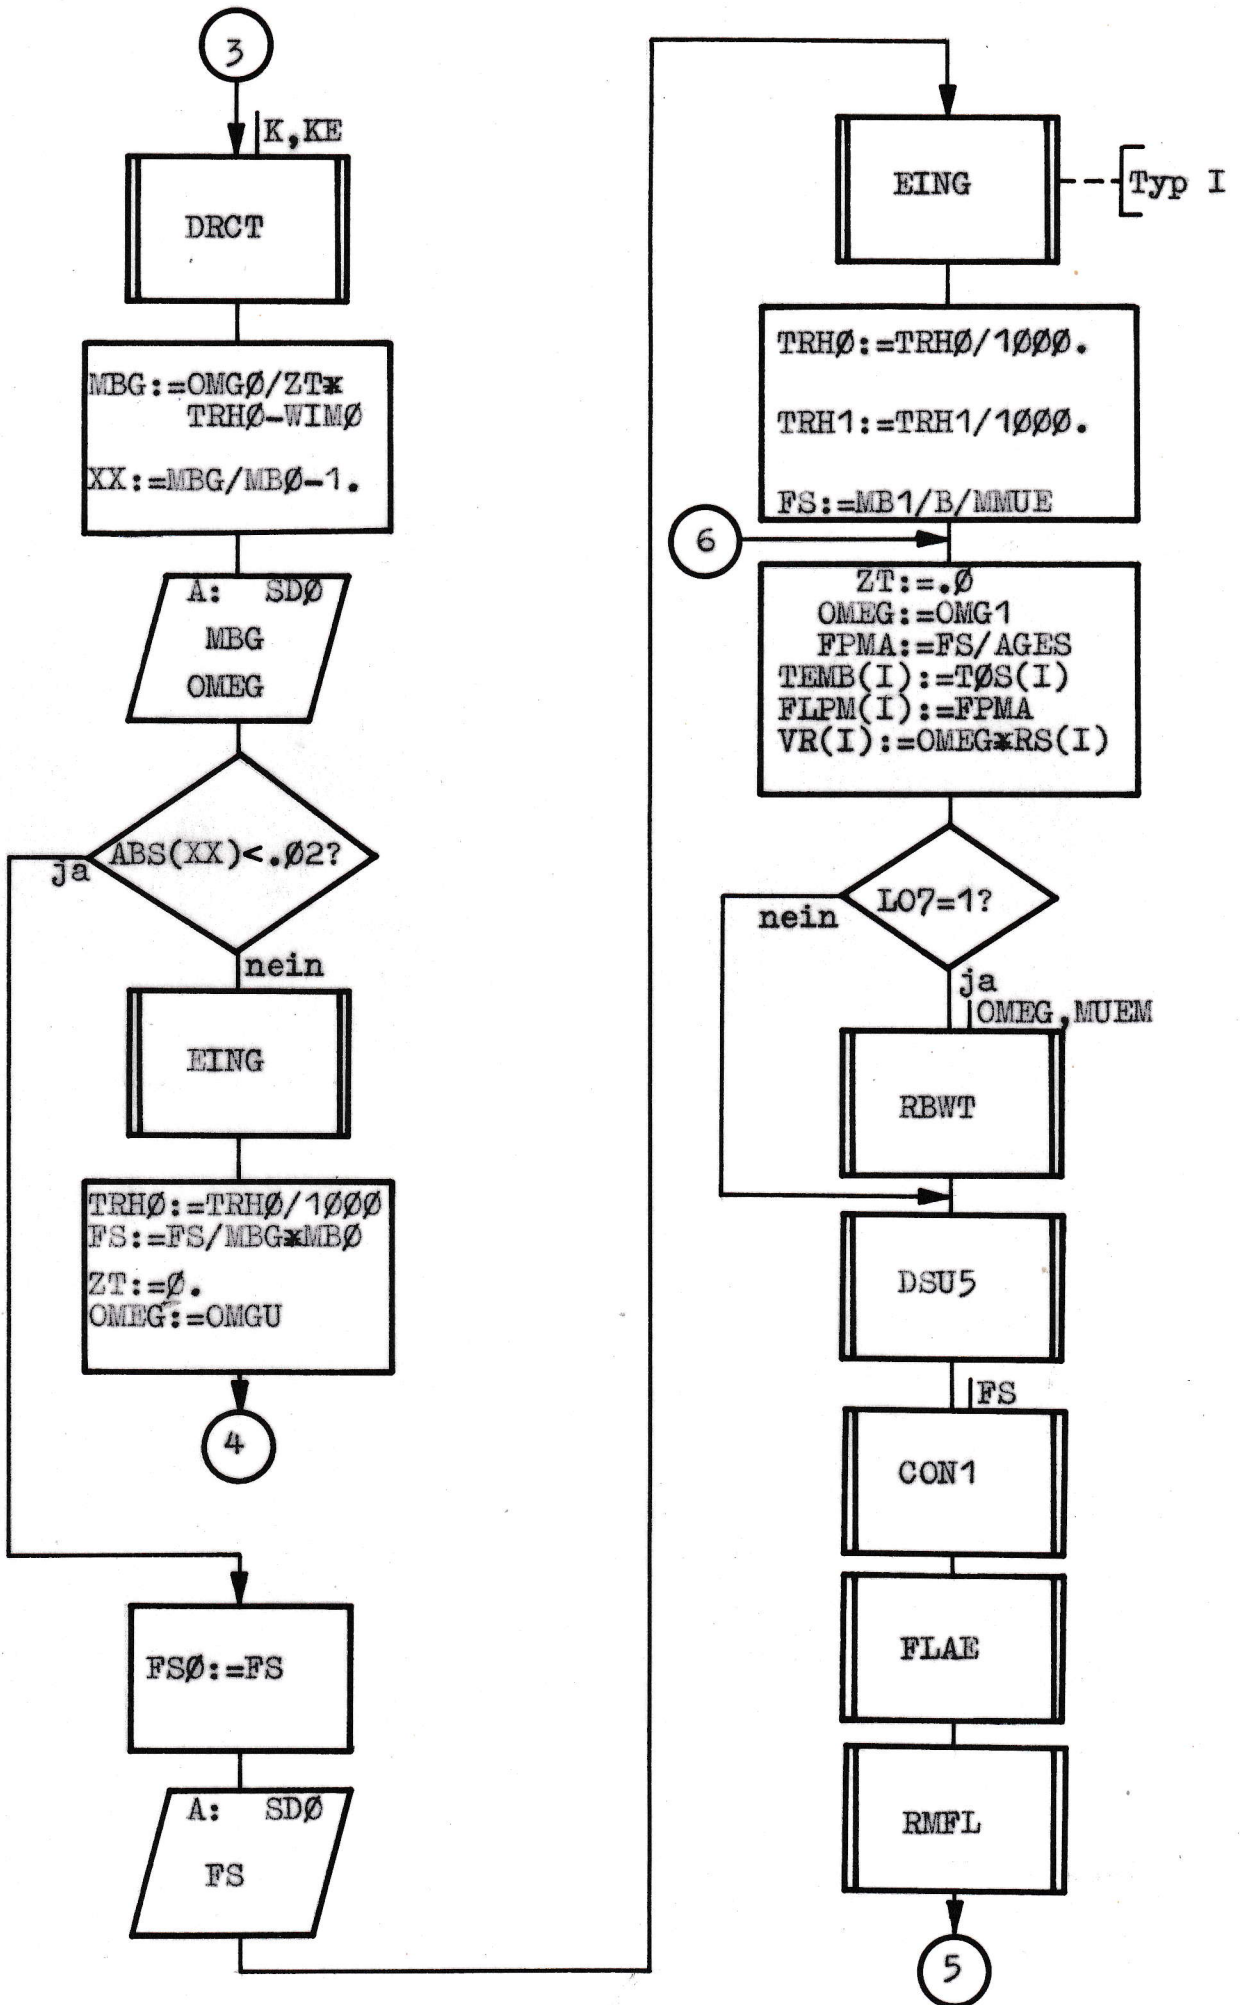 3
K,KE
DRCT
MBG:=OMGØ/ZT*
TRHØ-WIMØ
XX:=MBG/MBØ-1.
A: SDØ
MBG
OMEG
ABS(XX)<.Ø2?
ja
nein
EING
TRHØ:=TRHØ/1ØØØ
FS:=FS/MBG*MBØ
ZT:=Ø.
OMEG:=OMGU
4
FSØ:=FS
A: SDØ
FS
EING
Typ I
TRHØ:=TRHØ/1ØØØ.
TRH1:=TRH1/1ØØØ.
FS:=MB1/B/MMUE
6
ZT:=.Ø
OMEG:=OMG1
FPMA:=FS/AGES
TEMB(I):=TØS(I)
FLPM(I):=FPMA
VR(I):=OMEG*RS(I)
LO7=1?
nein
ja
OMEG,MUEM
RBWT
DSU5
FS
CON1
FLAE
RMFL
5